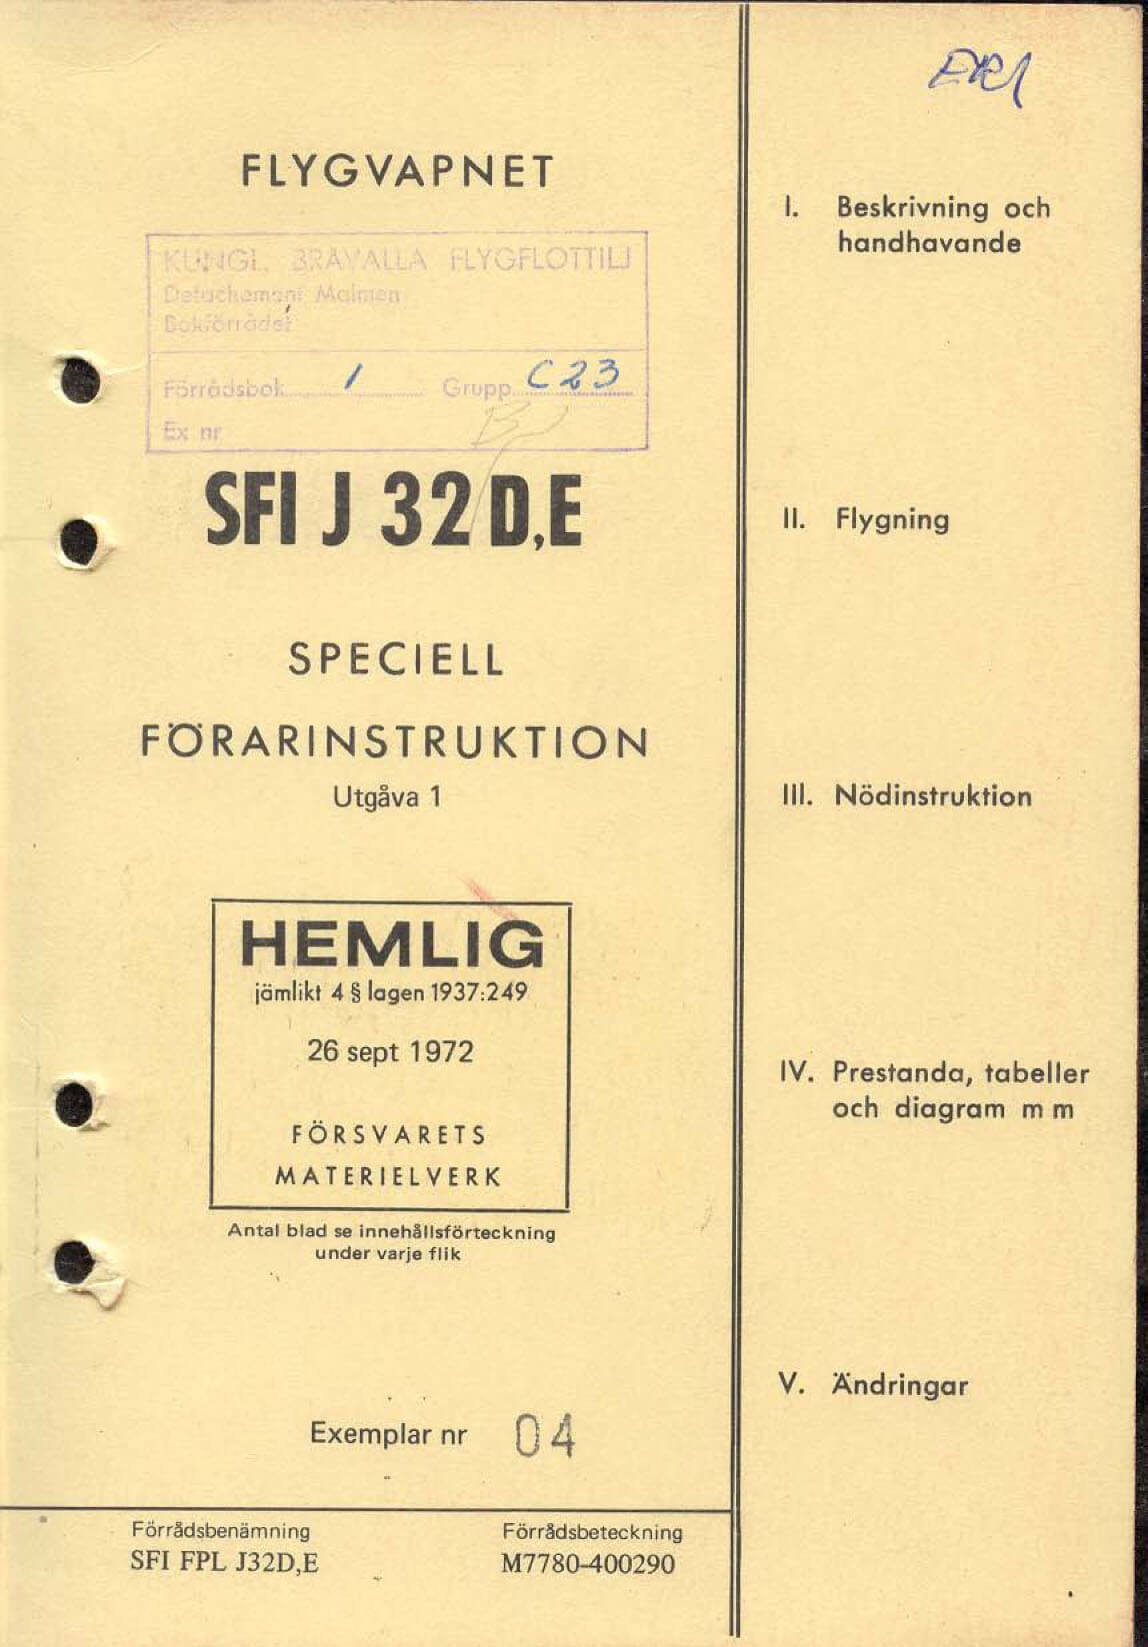 FLYGVAPNET
KUNGL. BRÅVALLA FLYGFLOTTILJ
Detachement Malmen
Bokförrådet
Förrådsbok 1 Grupp C23
Ex nr
SFI J 32 D,E
SPECIELL
FÖRARINSTRUKTION
Utgåva 1
HEMLIG
jämlikt 4 § lagen 1937:249
26 sept 1972
FÖRSVARETS
MATERIELVERK
Antal blad se innehållsförteckning
under varje flik
Exemplar nr 04
Förrådsbenämning
SFI FPL J32D,E
Förrådsbeteckning
M7780-400290
I. Beskrivning och
handhavande
II. Flygning
III. Nödinstruktion
IV. Prestanda, tabeller
och diagram m m
V. Ändringar